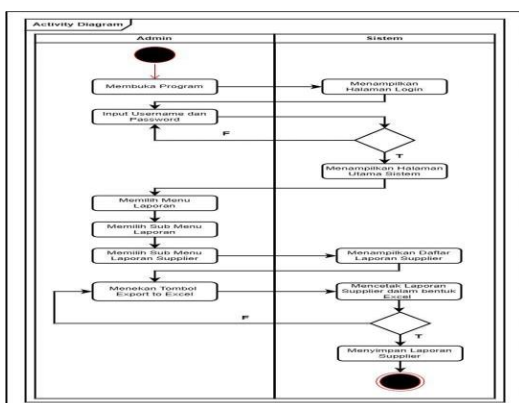 Activity Diagram
Admin
Sistem
Membuka Program
Menampilkan
Halaman Login
Input Username dan
Password
F
T
Menampilkan Halaman
Utama Sistem
Memilih Menu
Laporan
Memilih Sub Menu
Laporan
Memilih Sub Menu
Laporan Supplier
Menampilkan Daftar
Laporan Supplier
Menekan Tombol
Export to Excel
Mencetak Laporan
Supplier dalam bentuk
Excel
F
T
Menyimpan Laporan
Supplier